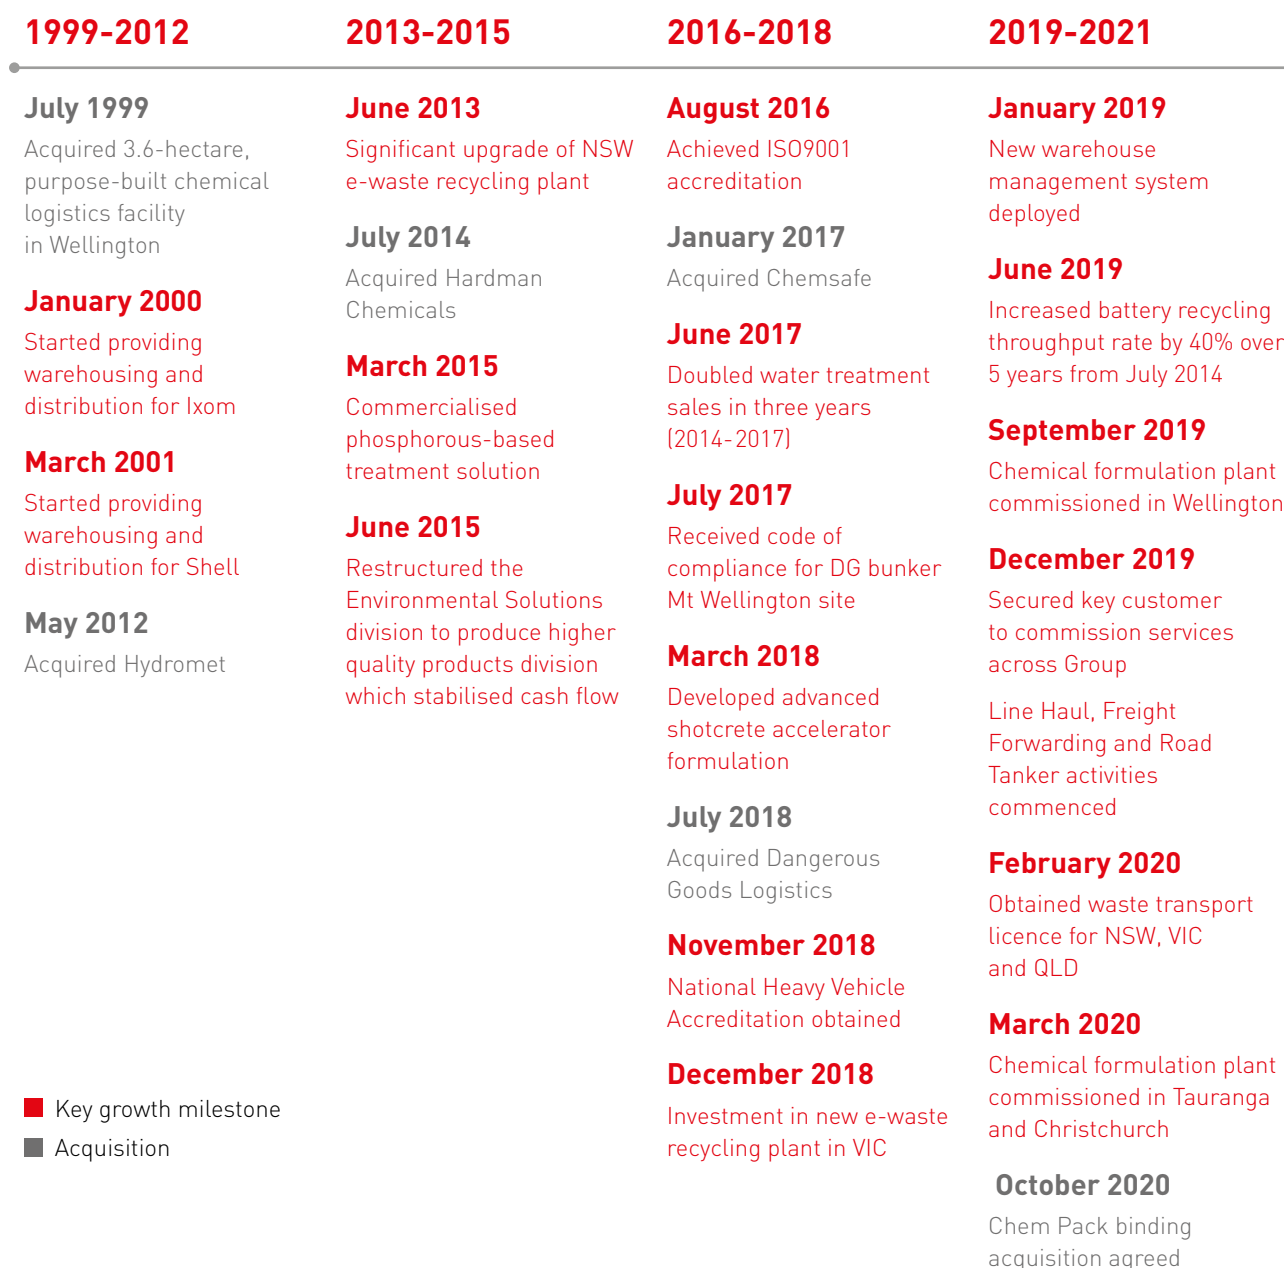 1999-2012
July 1999
Acquired 3.6-hectare,
purpose-built chemical
logistics facility
in Wellington
January 2000
Started providing
warehousing and
distribution for Ixom
March 2001
Started providing
warehousing and
distribution for Shell
May 2012
Acquired Hydromet
2013-2015
June 2013
Significant upgrade of NSW
e-waste recycling plant
July 2014
Acquired Hardman
Chemicals
March 2015
Commercialised
phosphorous-based
treatment solution
June 2015
Restructured the
Environmental Solutions
division to produce higher
quality products division
which stabilised cash flow
2016-2018
August 2016
Achieved ISO9001
accreditation
January 2017
Acquired Chemsafe
June 2017
Doubled water treatment
sales in three years
(2014-2017)
July 2017
Received code of
compliance for DG bunker
Mt Wellington site
March 2018
Developed advanced
shotcrete accelerator
formulation
July 2018
Acquired Dangerous
Goods Logistics
November 2018
National Heavy Vehicle
Accreditation obtained
December 2018
Investment in new e-waste
recycling plant in VIC
2019-2021
January 2019
New warehouse
management system
deployed
June 2019
Increased battery recycling
throughput rate by 40% over
5 years from July 2014
September 2019
Chemical formulation plant
commissioned in Wellington
December 2019
Secured key customer
to commission services
across Group
Line Haul, Freight
Forwarding and Road
Tanker activities
commenced
February 2020
Obtained waste transport
licence for NSW, VIC
and QLD
March 2020
Chemical formulation plant
commissioned in Tauranga
and Christchurch
October 2020
Chem Pack binding
acquisition agreed
Key growth milestone
Acquisition